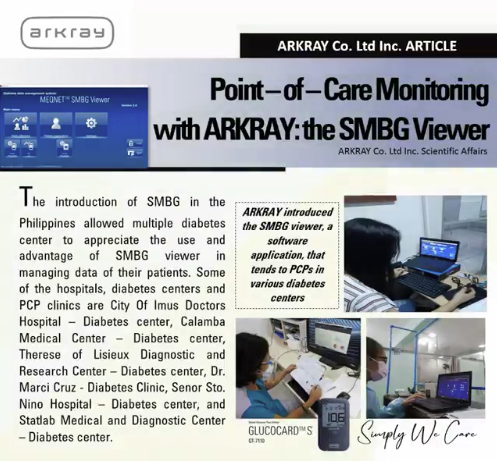 arkray
ARKRAY Co. Ltd Inc. ARTICLE
Point–of–Care Monitoring
with ARKRAY: the SMBG Viewer
ARKRAY Co. Ltd Inc. Scientific Affairs
MEQNET™ SMBG Viewer
The introduction of SMBG in the
Philippines allowed multiple diabetes
center to appreciate the use and
advantage of SMBG viewer in
managing data of their patients. Some
of the hospitals, diabetes centers and
PCP clinics are City Of Imus Doctors
Hospital – Diabetes center, Calamba
Medical Center – Diabetes center,
Therese of Lisieux Diagnostic and
Research Center – Diabetes center, Dr.
Marci Cruz - Diabetes Clinic, Senor Sto.
Nino Hospital – Diabetes center, and
Statlab Medical and Diagnostic Center
– Diabetes center.
ARKRAY introduced
the SMBG viewer, a
software
application, that
tends to PCPs in
various diabetes
centers
GLUCOCARD™ S
106
Simply We Care